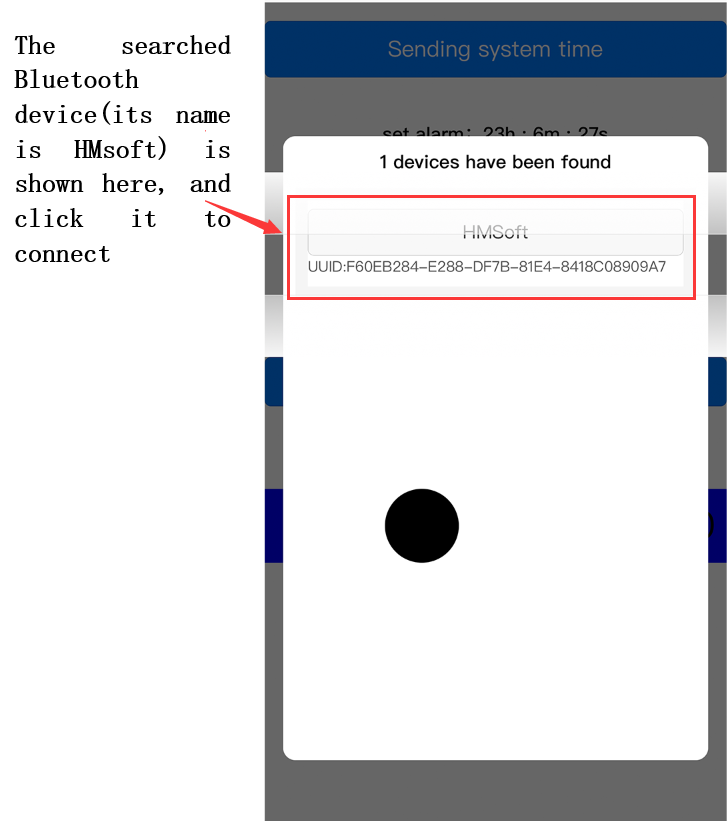 The searched
Bluetooth
device(its name
is HMsoft) is
shown here, and
click it to
connect
Sending system time
set alarm: 23h : 6m : 27s
1 devices have been found
HMSoft
UUID:F60EB284-E288-DF7B-81E4-8418C08909A7